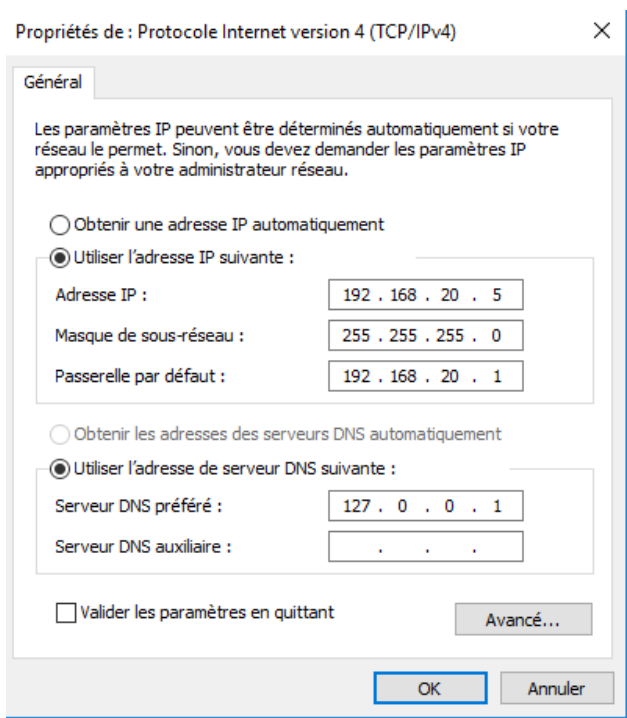 Propriétés de : Protocole Internet version 4 (TCP/IPv4)
Général
Les paramètres IP peuvent être déterminés automatiquement si votre
réseau le permet. Sinon, vous devez demander les paramètres IP
appropriés à votre administrateur réseau.
Obtenir une adresse IP automatiquement
Utiliser l'adresse IP suivante :
Adresse IP : 192 . 168 . 20 . 5
Masque de sous-réseau : 255 . 255 . 255 . 0
Passerelle par défaut : 192 . 168 . 20 . 1
Obtenir les adresses des serveurs DNS automatiquement
Utiliser l'adresse de serveur DNS suivante :
Serveur DNS préféré : 127 . 0 . 0 . 1
Serveur DNS auxiliaire : . . .
Valider les paramètres en quittant
Avancé...
OK Annuler